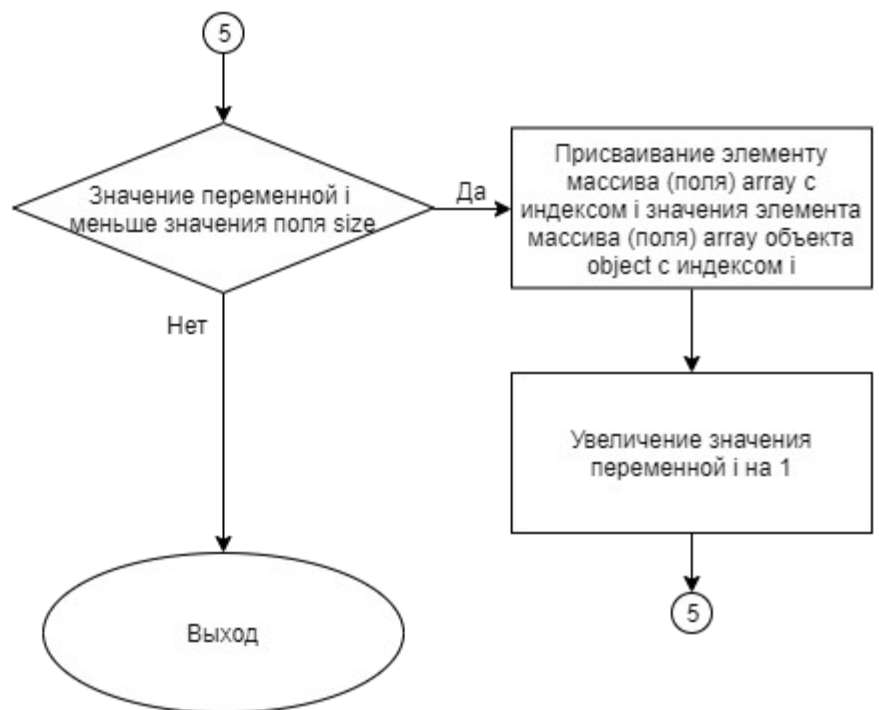 5
Значение переменной i
меньше значения поля size
Да
Присваивание элементу
массива (поля) array с
индексом i значения элемента
массива (поля) array объекта
object с индексом i
Нет
Увеличение значения
переменной i на 1
Выход
5